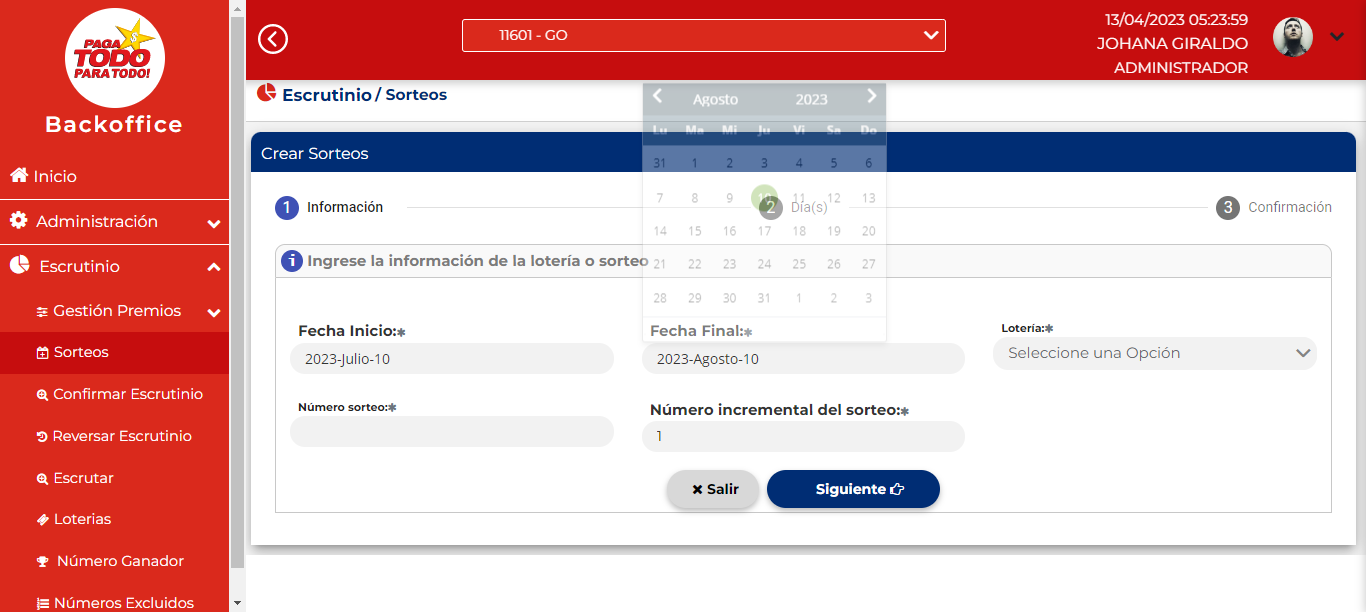 PAGA
TODO
PARA TODO!
Backoffice
Inicio
Administración
Escrutinio
Gestión Premios
Sorteos
Confirmar Escrutinio
Reversar Escrutinio
Escrutar
Loterias
Número Ganador
Números Excluidos
11601 - GO
13/04/2023 05:23:59
JOHANA GIRALDO
ADMINISTRADOR
Escrutinio / Sorteos
Crear Sorteos
1 Información
2 Día(s)
3 Confirmación
Agosto 2023
Lu Ma Mi Ju Vi Sa Do
31 1 2 3 4 5 6
7 8 9 10 11 12 13
14 15 16 17 18 19 20
21 22 23 24 25 26 27
28 29 30 31 1 2 3
Ingrese la información de la lotería o sorteo
Fecha Inicio:*
2023-Julio-10
Fecha Final:*
2023-Agosto-10
Lotería:*
Seleccione una Opción
Número sorteo:*
Número incremental del sorteo:*
1
Salir
Siguiente